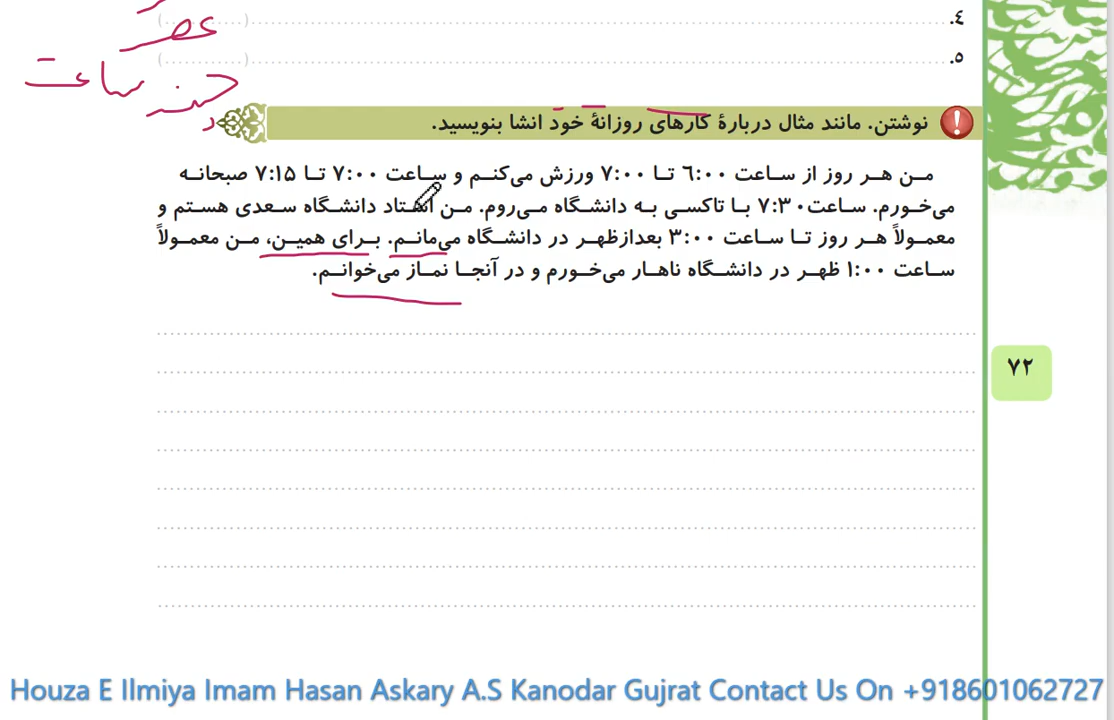 ۴.
(............)
عصر
۵.
(............)
چند ساعت
نوشتن. مانند مثال دربارهٔ کارهای روزانهٔ خود انشا بنویسید.
من هر روز از ساعت ۶:۰۰ تا ۷:۰۰ ورزش می‌کنم و ساعت ۷:۰۰ تا ۷:۱۵ صبحانه
می‌خورم. ساعت ۷:۳۰ با تاکسی به دانشگاه می‌روم. من استاد دانشگاه سعدی هستم و
معمولاً هر روز تا ساعت ۳:۰۰ بعدازظهر در دانشگاه می‌مانم. برای همین، من معمولاً
ساعت ۱:۰۰ ظهر در دانشگاه ناهار می‌خورم و در آنجا نماز می‌خوانم.
۷۲
Houza E Ilmiya Imam Hasan Askary A.S Kanodar Gujrat Contact Us On +918601062727